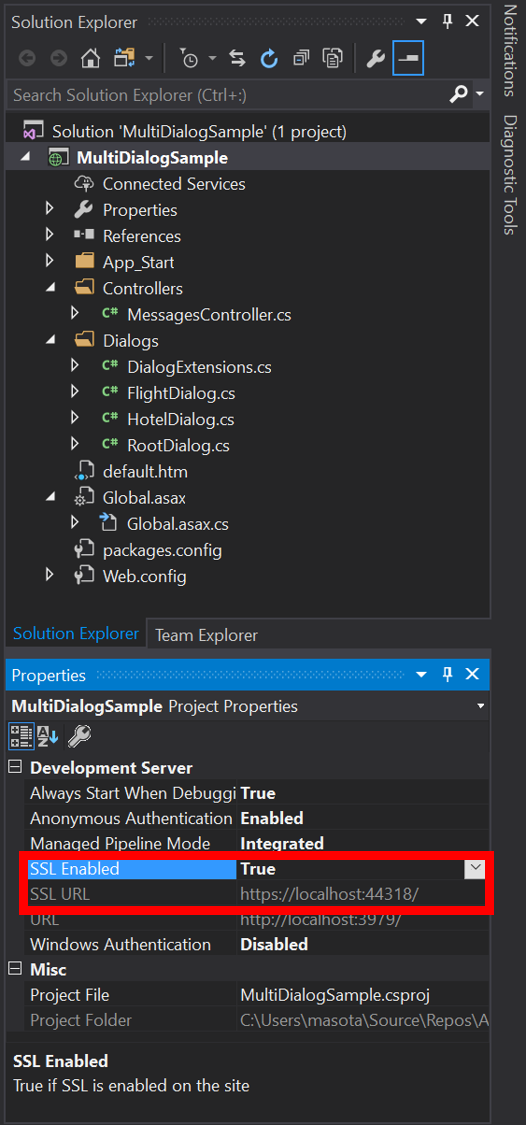 Solution Explorer
Search Solution Explorer (Ctrl+:)
Solution 'MultiDialogSample' (1 project)
MultiDialogSample
Connected Services
Properties
References
App_Start
Controllers
C# MessagesController.cs
Dialogs
C# DialogExtensions.cs
C# FlightDialog.cs
C# HotelDialog.cs
C# RootDialog.cs
default.htm
Global.asax
Global.asax.cs
packages.config
Web.config
Solution Explorer Team Explorer
Properties
MultiDialogSample Project Properties
Development Server
Always Start When Debuggi True
Anonymous Authentication Enabled
Managed Pipeline Mode Integrated
SSL Enabled True
SSL URL https://localhost:44318/
URL http://localhost:3979/
Windows Authentication Disabled
Misc
Project File MultiDialogSample.csproj
Project Folder C:\Users\masota\Source\Repos\A
SSL Enabled
True if SSL is enabled on the site
Notifications
Diagnostic Tools